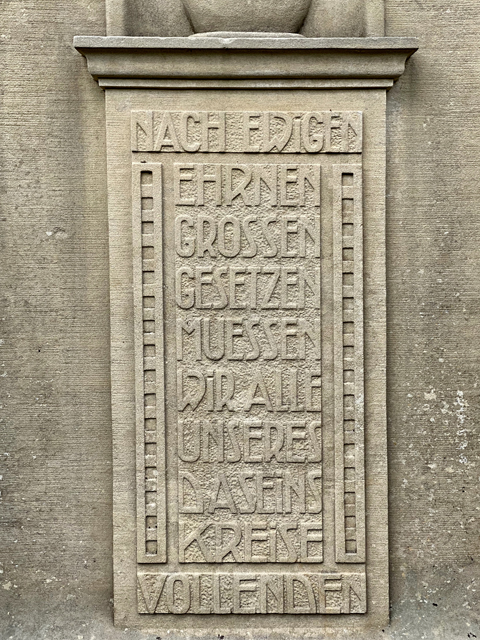 NACH EWiGEN
EHRNEN
GROSSEN
GESETZEN
MUESSEN
WiR ALLE
UNSERES
DASEiNS
KREiSE
VOLLENDEN